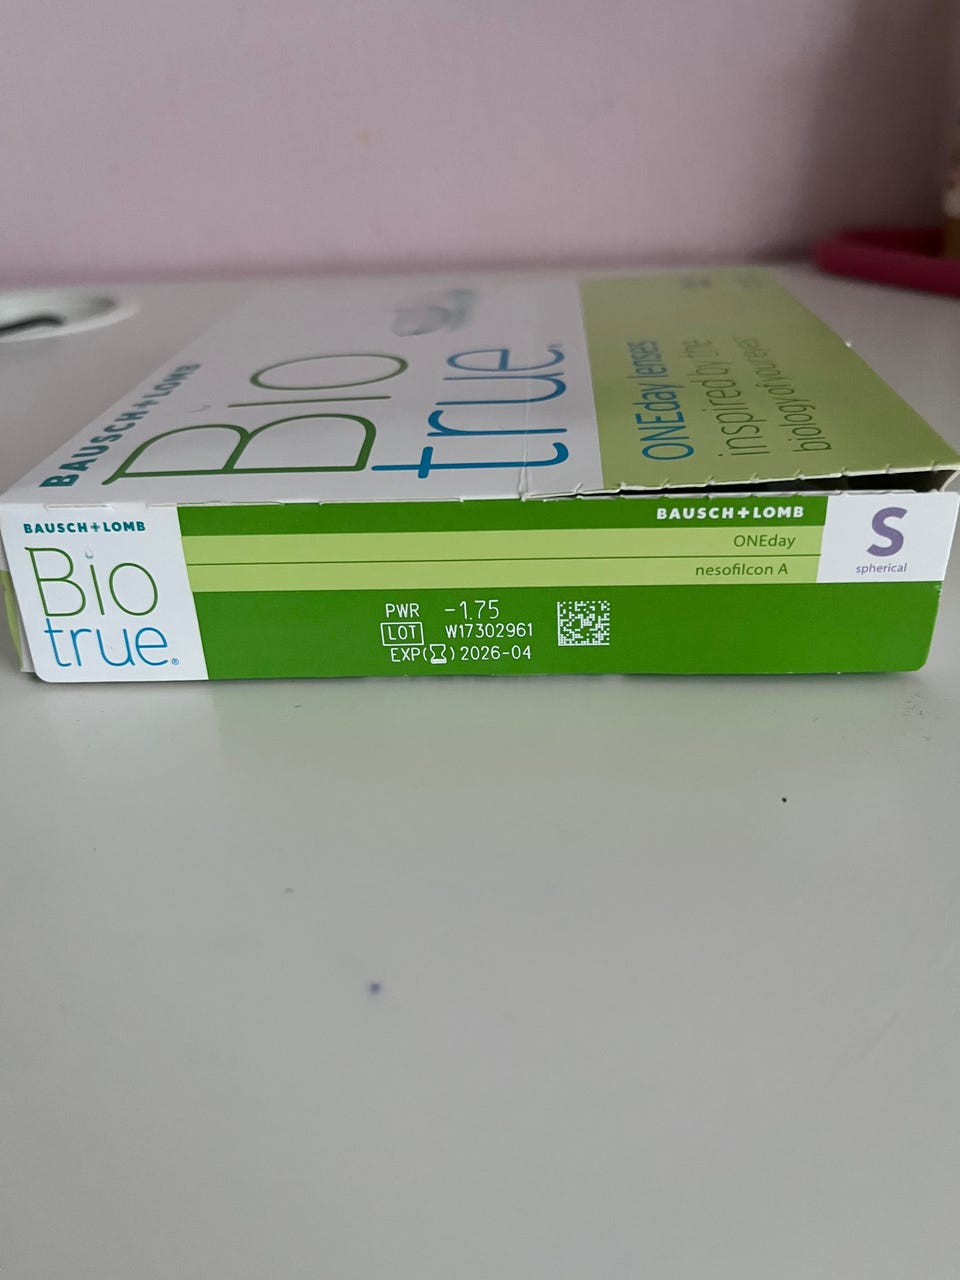 BAUSCH+LOMB
Bio
true®
ONEday lenses
inspired by the
biology of your eyes
BAUSCH+LOMB
Bio
true®
BAUSCH+LOMB
ONEday
nesofilcon A
S
spherical
PWR -1.75
LOT W17302961
EXP(⌛) 2026-04